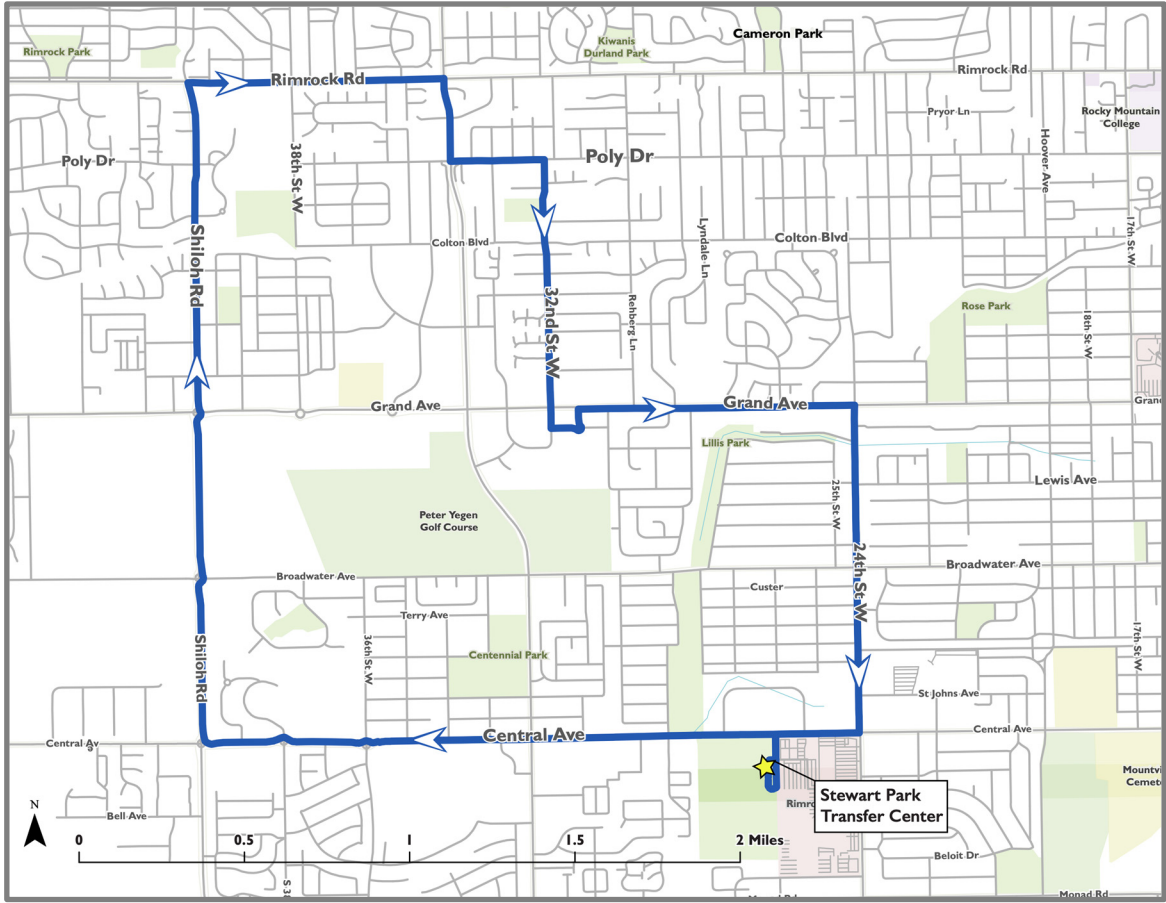 Cameron Park
Rimrock Park
Kiwanis
Durland Park
Rimrock Rd
Rimrock Rd
Pryor Ln
Rocky Mountain
College
Poly Dr
38th St W
Poly Dr
Hoover Ave
17th St W
Shiloh Rd
Colton Blvd
Lyndale Ln
Colton Blvd
32nd St W
Rehberg Ln
Rose Park
18th St W
Grand Ave
Grand Ave
Grand
Lillis Park
25th St W
Lewis Ave
Peter Yegen
Golf Course
24th St W
Broadwater Ave
Broadwater Ave
Custer
Terry Ave
36th St W
Shiloh Rd
Centennial Park
17th St W
St Johns Ave
Central Av
Central Ave
Central Ave
Mountvi
Cemet
Stewart Park
Transfer Center
Rimro
N
Bell Ave
0 0.5 1 1.5 2 Miles
Beloit Dr
Monad Rd